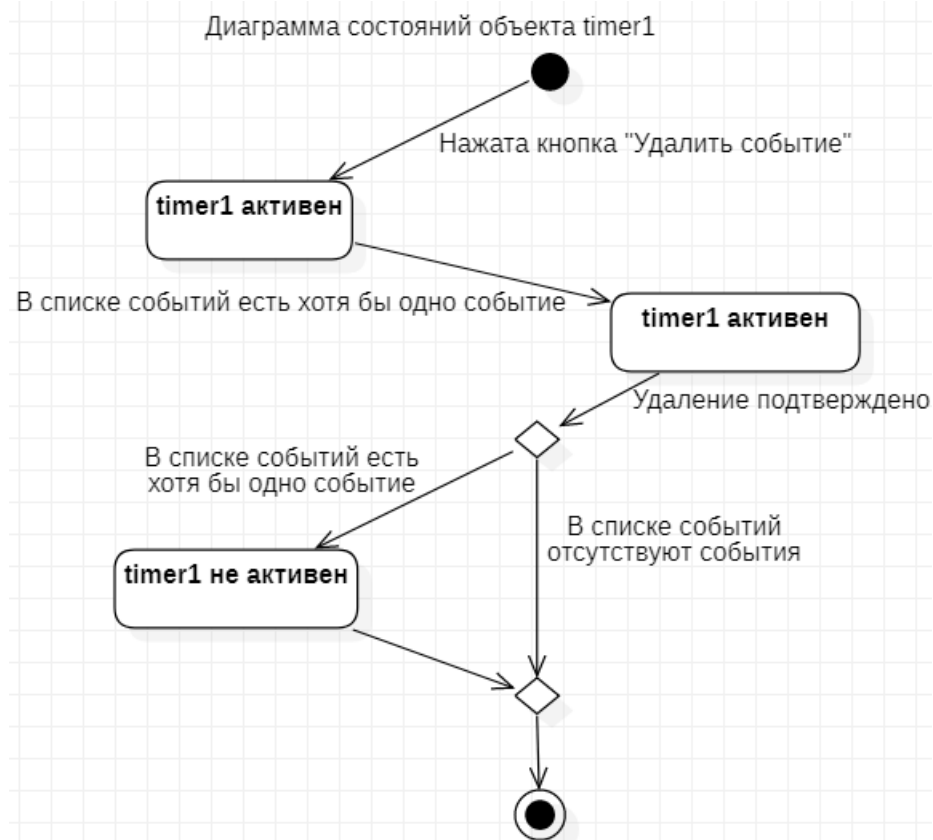 Диаграмма состояний объекта timer1
Нажата кнопка "Удалить событие"
timer1 активен
В списке событий есть хотя бы одно событие
timer1 активен
Удаление подтверждено
В списке событий есть
хотя бы одно событие
В списке событий
отсутствуют события
timer1 не активен